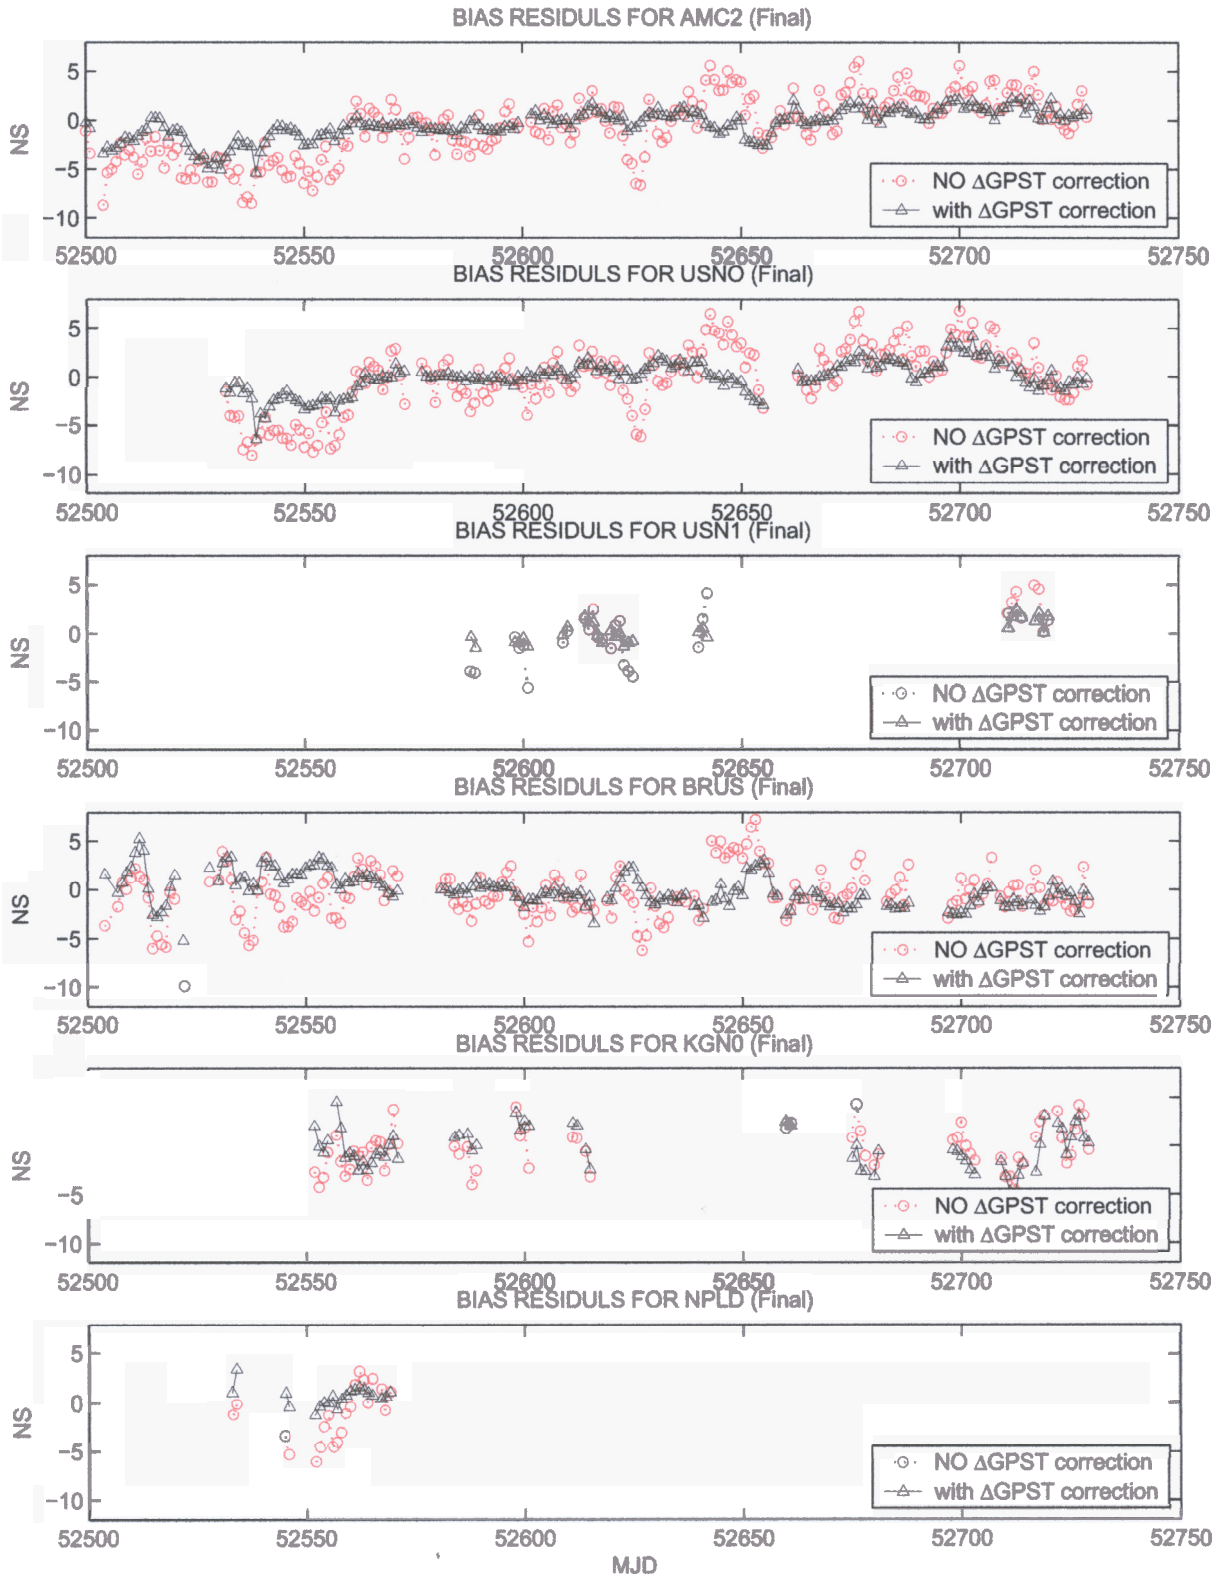 BIAS RESIDULS FOR AMC2 (Final)
5
0
−5
−10
NS
NO ΔGPST correction
with ΔGPST correction
52500 52550 52600 52650 52700 52750
BIAS RESIDULS FOR USNO (Final)
5
0
−5
−10
NS
NO ΔGPST correction
with ΔGPST correction
52500 52550 52600 52650 52700 52750
BIAS RESIDULS FOR USN1 (Final)
5
0
−5
−10
NS
NO ΔGPST correction
with ΔGPST correction
52500 52550 52600 52650 52700 52750
BIAS RESIDULS FOR BRUS (Final)
5
0
−5
−10
NS
NO ΔGPST correction
with ΔGPST correction
52500 52550 52600 52650 52700 52750
BIAS RESIDULS FOR KGN0 (Final)
−5
−10
NS
NO ΔGPST correction
with ΔGPST correction
52500 52550 52600 52650 52700 52750
BIAS RESIDULS FOR NPLD (Final)
5
0
−5
−10
NS
NO ΔGPST correction
with ΔGPST correction
52500 52550 52600 52650 52700 52750
MJD